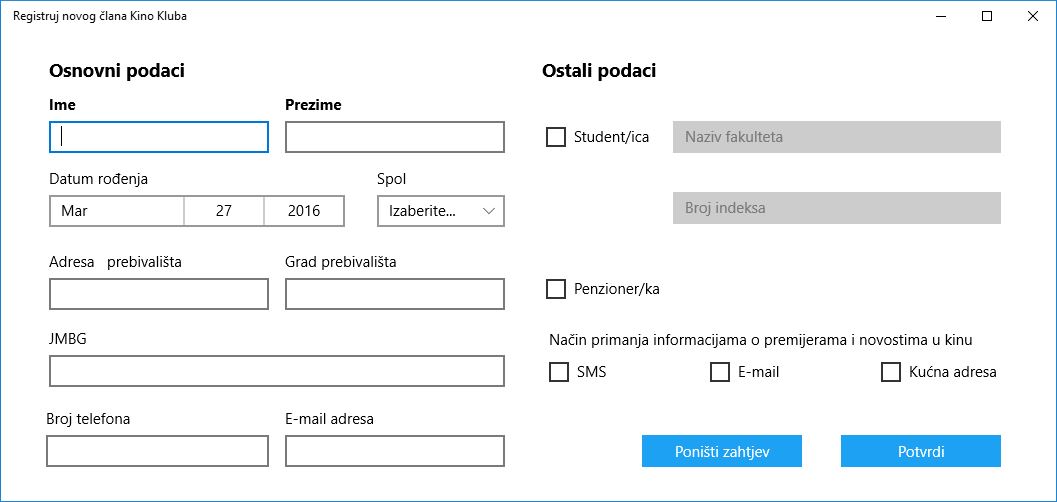 Registruj novog člana Kino Kluba
Osnovni podaci
Ime Prezime
Datum rođenja Spol
Mar 27 2016 Izaberite...
Adresa prebivališta Grad prebivališta
JMBG
Broj telefona E-mail adresa
Ostali podaci
Student/ica Naziv fakulteta
Broj indeksa
Penzioner/ka
Način primanja informacijama o premijerama i novostima u kinu
SMS E-mail Kućna adresa
Poništi zahtjev Potvrdi